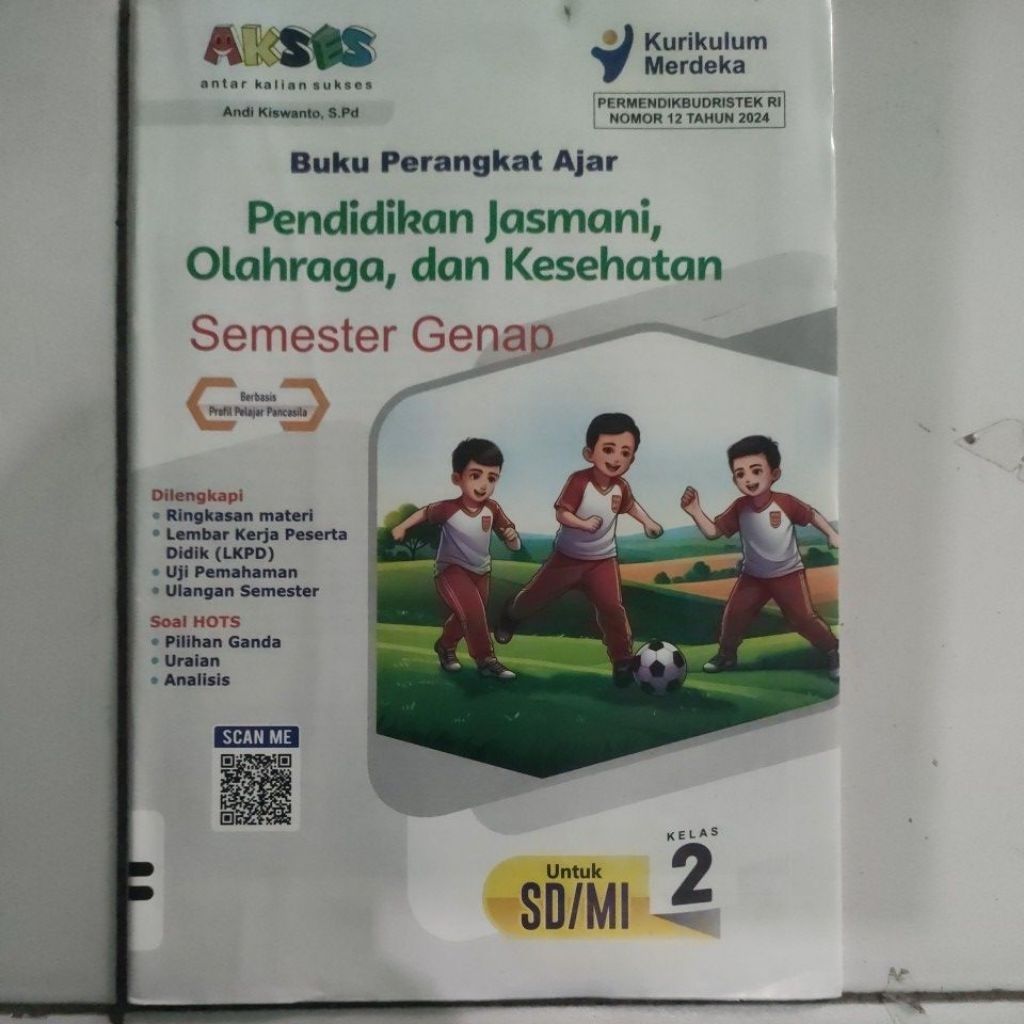 AKSES
antar kalian sukses
Andi Kiswanto, S.Pd
Kurikulum
Merdeka
PERMENDIKBUDRISTEK RI
NOMOR 12 TAHUN 2024
Buku Perangkat Ajar
Pendidikan Jasmani,
Olahraga, dan Kesehatan
Semester Genap
Berbasis
Profil Pelajar Pancasila
Dilengkapi
• Ringkasan materi
• Lembar Kerja Peserta
Didik (LKPD)
• Uji Pemahaman
• Ulangan Semester
Soal HOTS
• Pilihan Ganda
• Uraian
• Analisis
SCAN ME
KELAS
2
Untuk
SD/MI